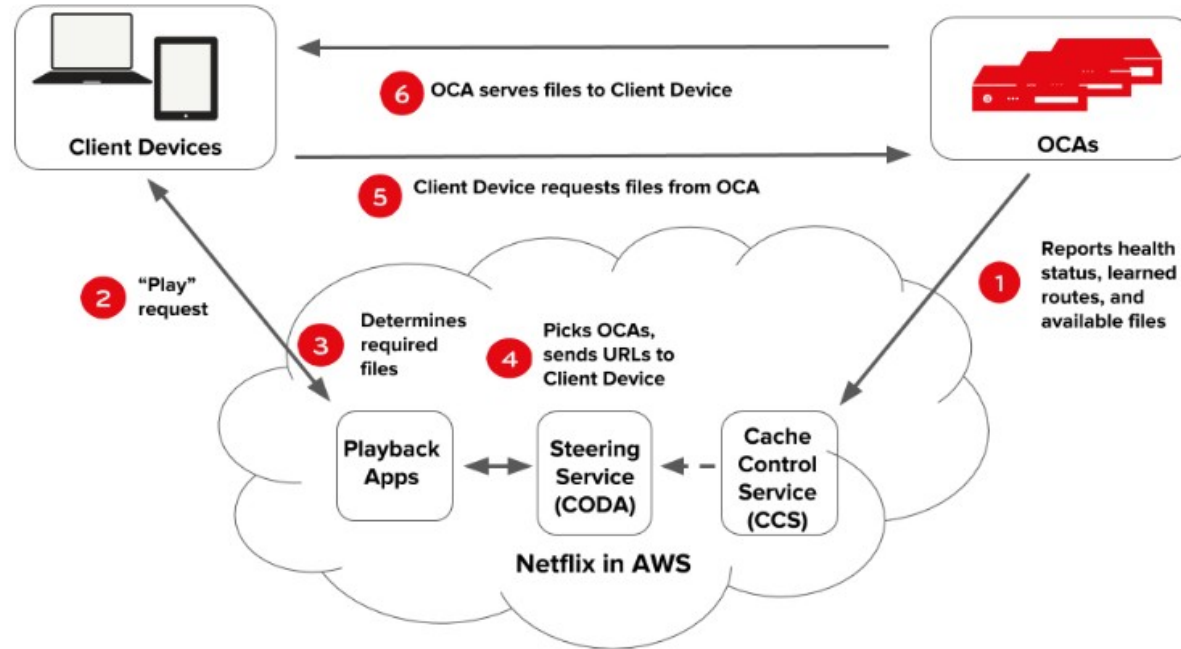 6
OCA serves files to Client Device
Client Devices
OCAs
5
Client Device requests files from OCA
2
“Play”
request
1
Reports health
status, learned
routes, and
available files
3
Determines
required
files
4
Picks OCAs,
sends URLs to
Client Device
Playback
Apps
Steering
Service
(CODA)
Cache
Control
Service
(CCS)
Netflix in AWS